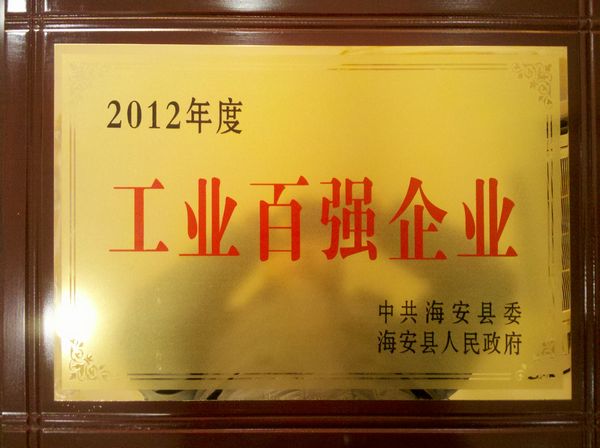 2012年度
工业百强企业
中共海安县委
海安县人民政府